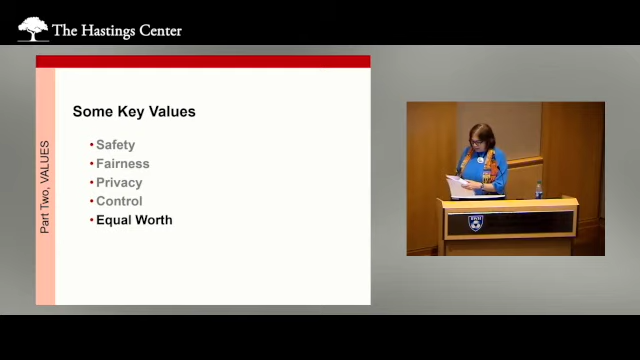 The Hastings Center
Some Key Values
• Safety
• Fairness
• Privacy
• Control
• Equal Worth
Part Two, VALUES